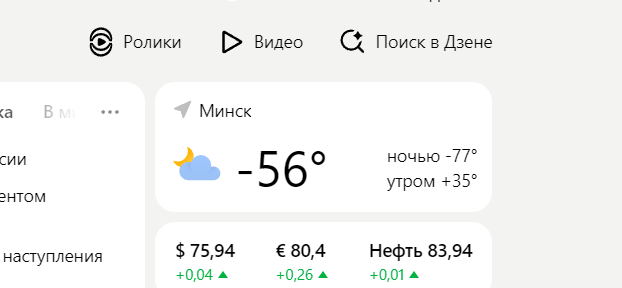 Ролики Видео Поиск в Дзене
ка В ми ...
Минск
сии
-56°
ночью -77°
утром +35°
ентом
наступления
$ 75,94 € 80,4 Нефть 83,94
+0,04 +0,26 +0,01